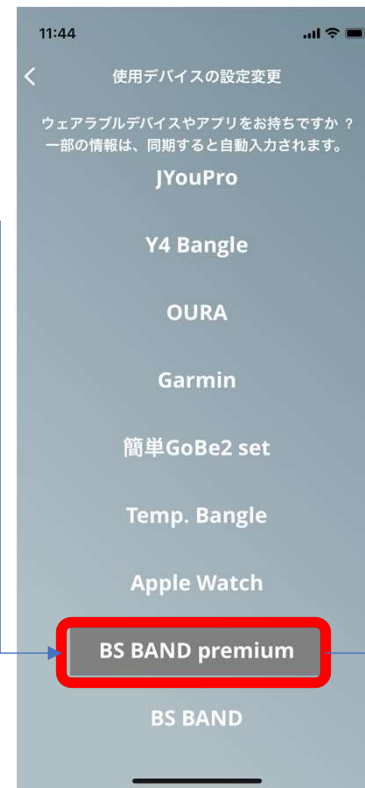 11:44
使用デバイスの設定変更
ウェアラブルデバイスやアプリをお持ちですか ?
一部の情報は、同期すると自動入力されます。
JYouPro
Y4 Bangle
OURA
Garmin
簡単GoBe2 set
Temp. Bangle
Apple Watch
BS BAND premium
BS BAND